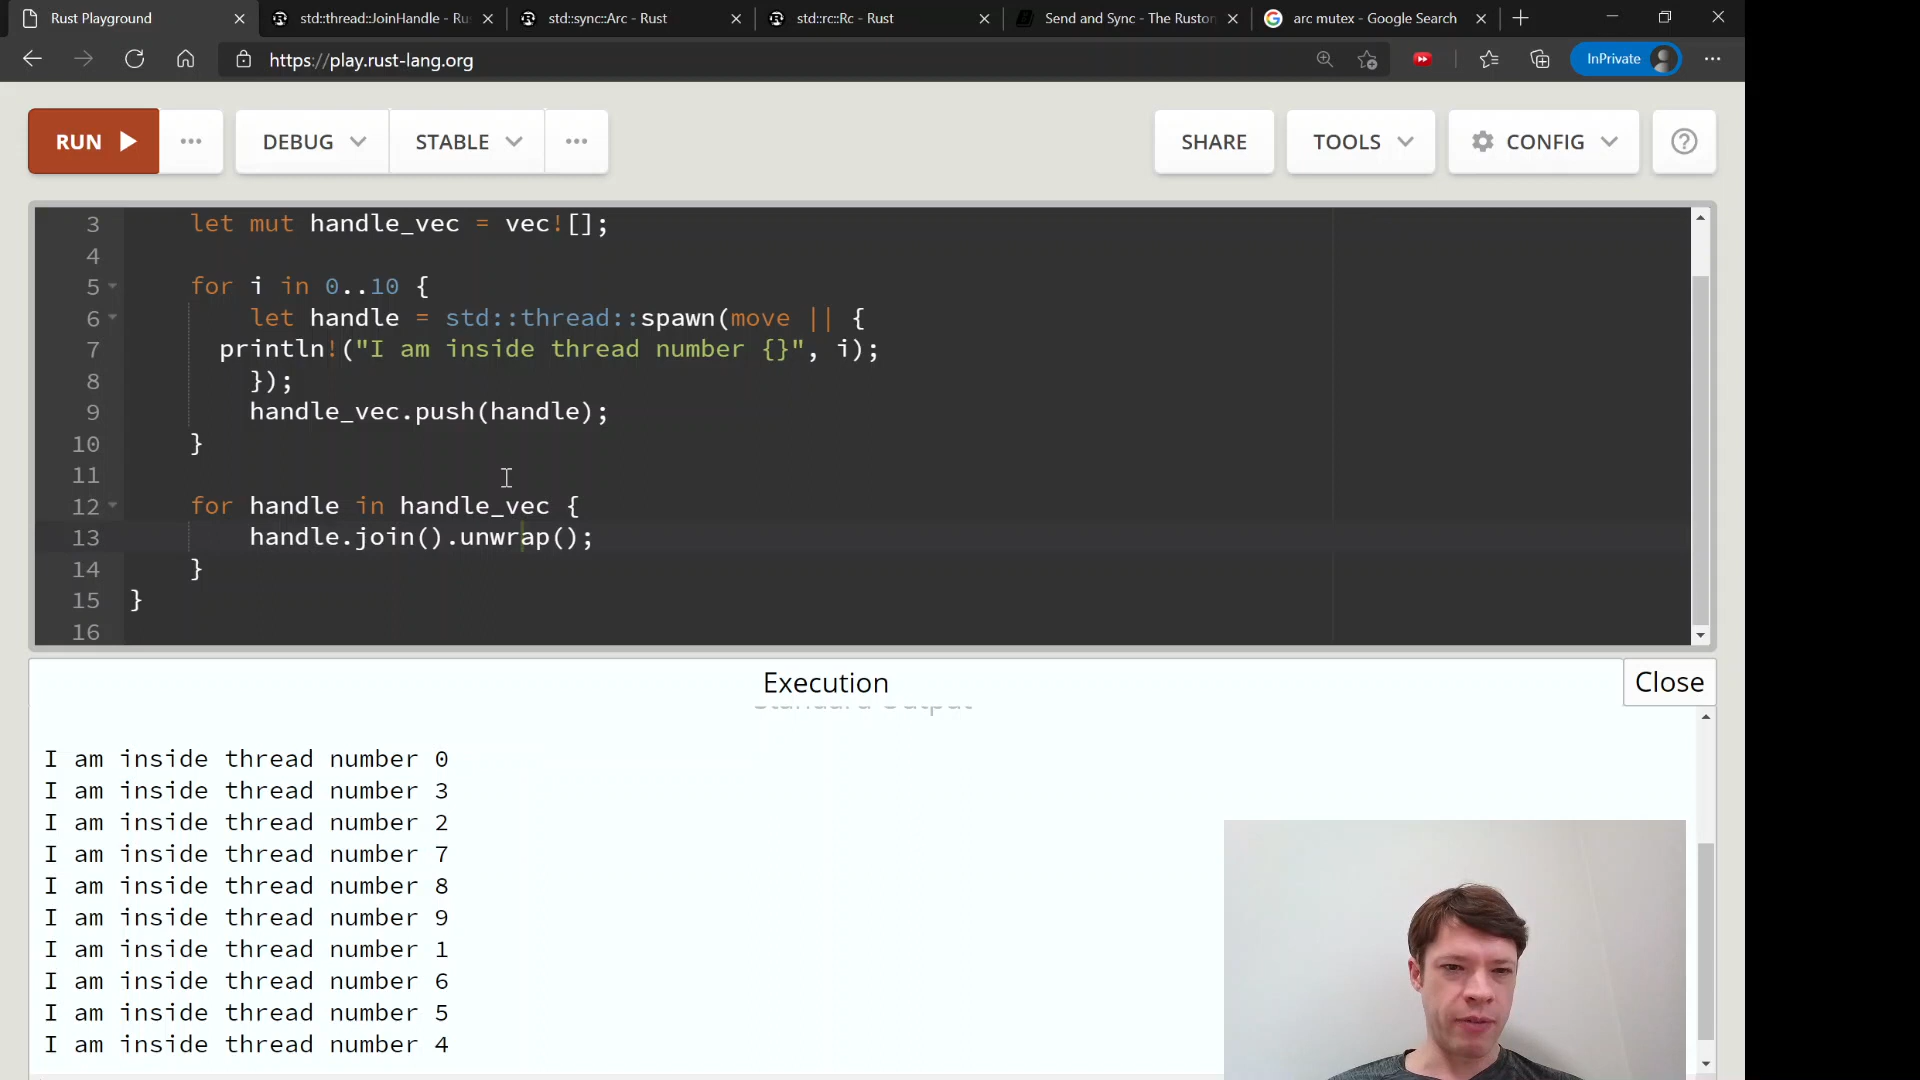 Rust Playground
std::thread::JoinHandle - Ru
std::sync::Arc - Rust
std::rc::Rc - Rust
Send and Sync - The Ruston
arc mutex - Google Search
https://play.rust-lang.org
InPrivate
RUN
DEBUG
STABLE
SHARE
TOOLS
CONFIG
3 let mut handle_vec = vec![];
4
5 for i in 0..10 {
6 let handle = std::thread::spawn(move || {
7 println!("I am inside thread number {}", i);
8 });
9 handle_vec.push(handle);
10 }
11
12 for handle in handle_vec {
13 handle.join().unwrap();
14 }
15 }
16
Execution
Close
Standard Output
I am inside thread number 0
I am inside thread number 3
I am inside thread number 2
I am inside thread number 7
I am inside thread number 8
I am inside thread number 9
I am inside thread number 1
I am inside thread number 6
I am inside thread number 5
I am inside thread number 4